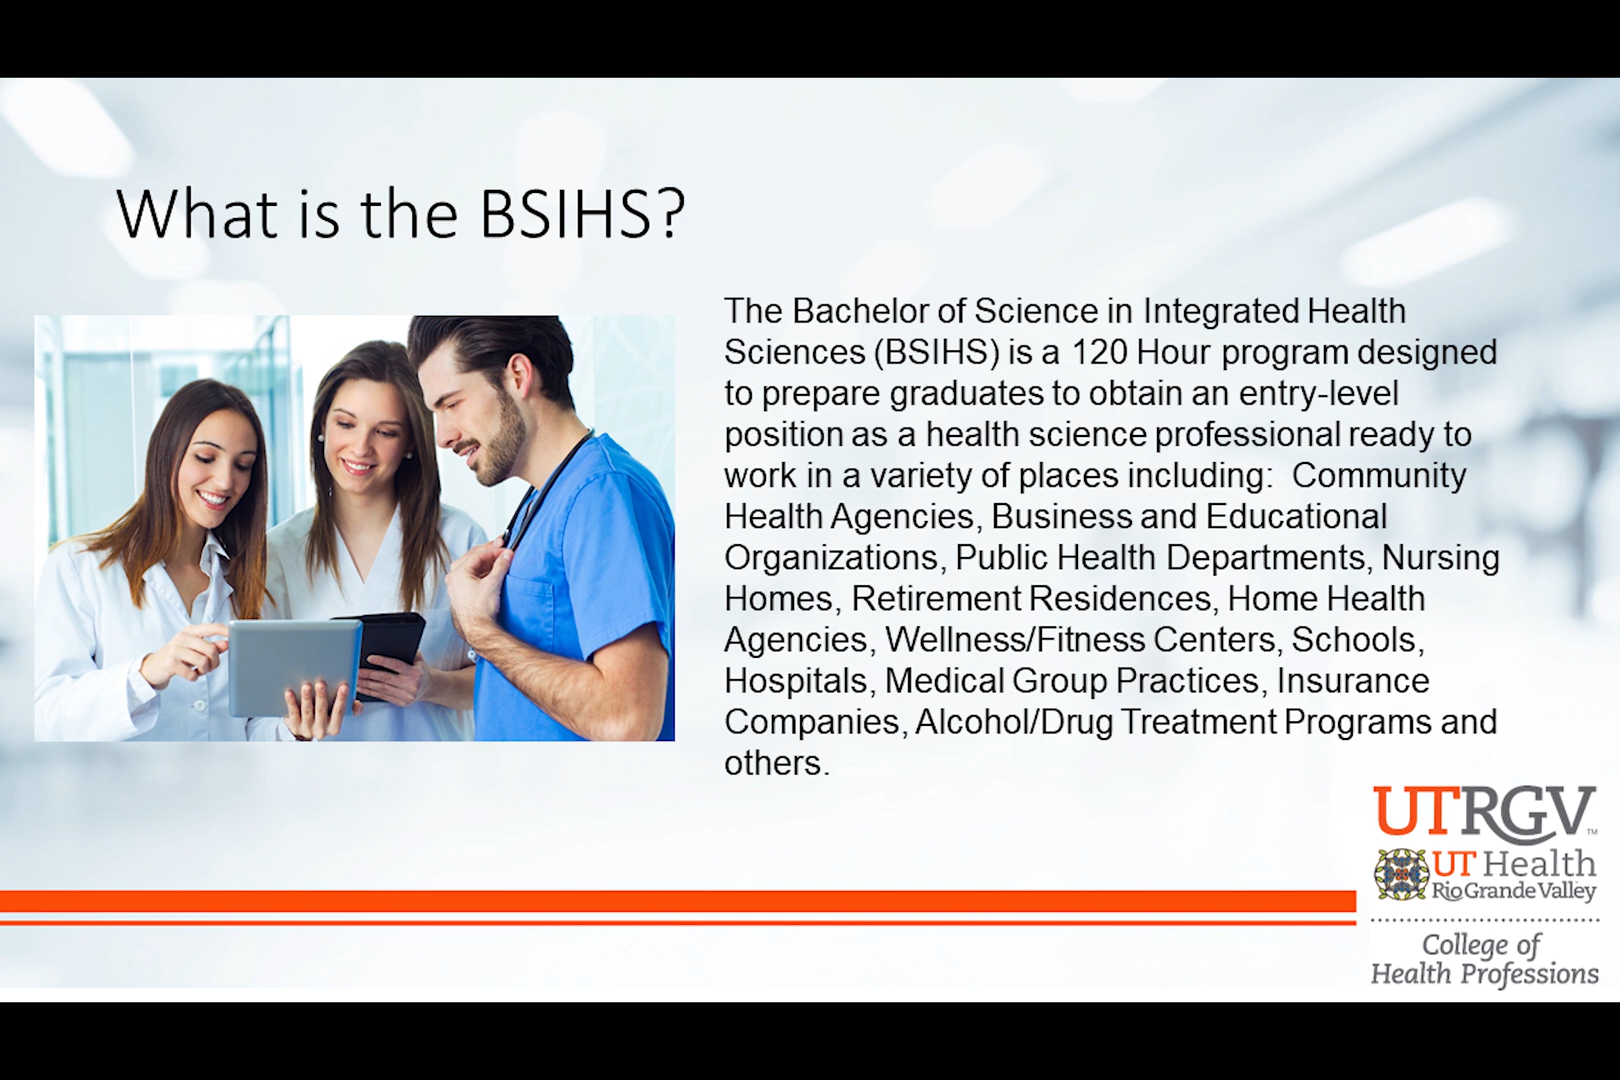 What is the BSIHS?
The Bachelor of Science in Integrated Health
Sciences (BSIHS) is a 120 Hour program designed
to prepare graduates to obtain an entry-level
position as a health science professional ready to
work in a variety of places including:  Community
Health Agencies, Business and Educational
Organizations, Public Health Departments, Nursing
Homes, Retirement Residences, Home Health
Agencies, Wellness/Fitness Centers, Schools,
Hospitals, Medical Group Practices, Insurance
Companies, Alcohol/Drug Treatment Programs and
others.
UTRGV™
UT Health
Rio Grande Valley
College of
Health Professions